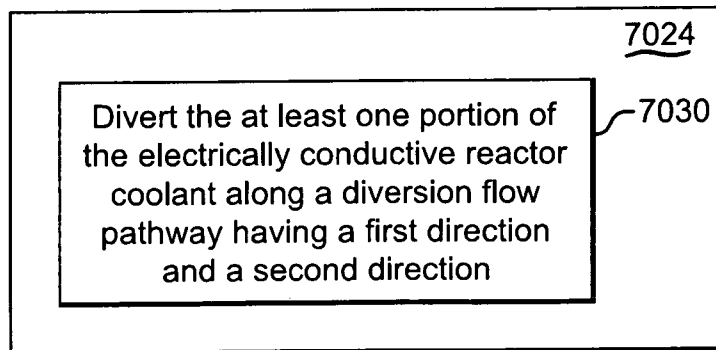 7024
Divert the at least one portion of
the electrically conductive reactor
coolant along a diversion flow
pathway having a first direction
and a second direction
7030